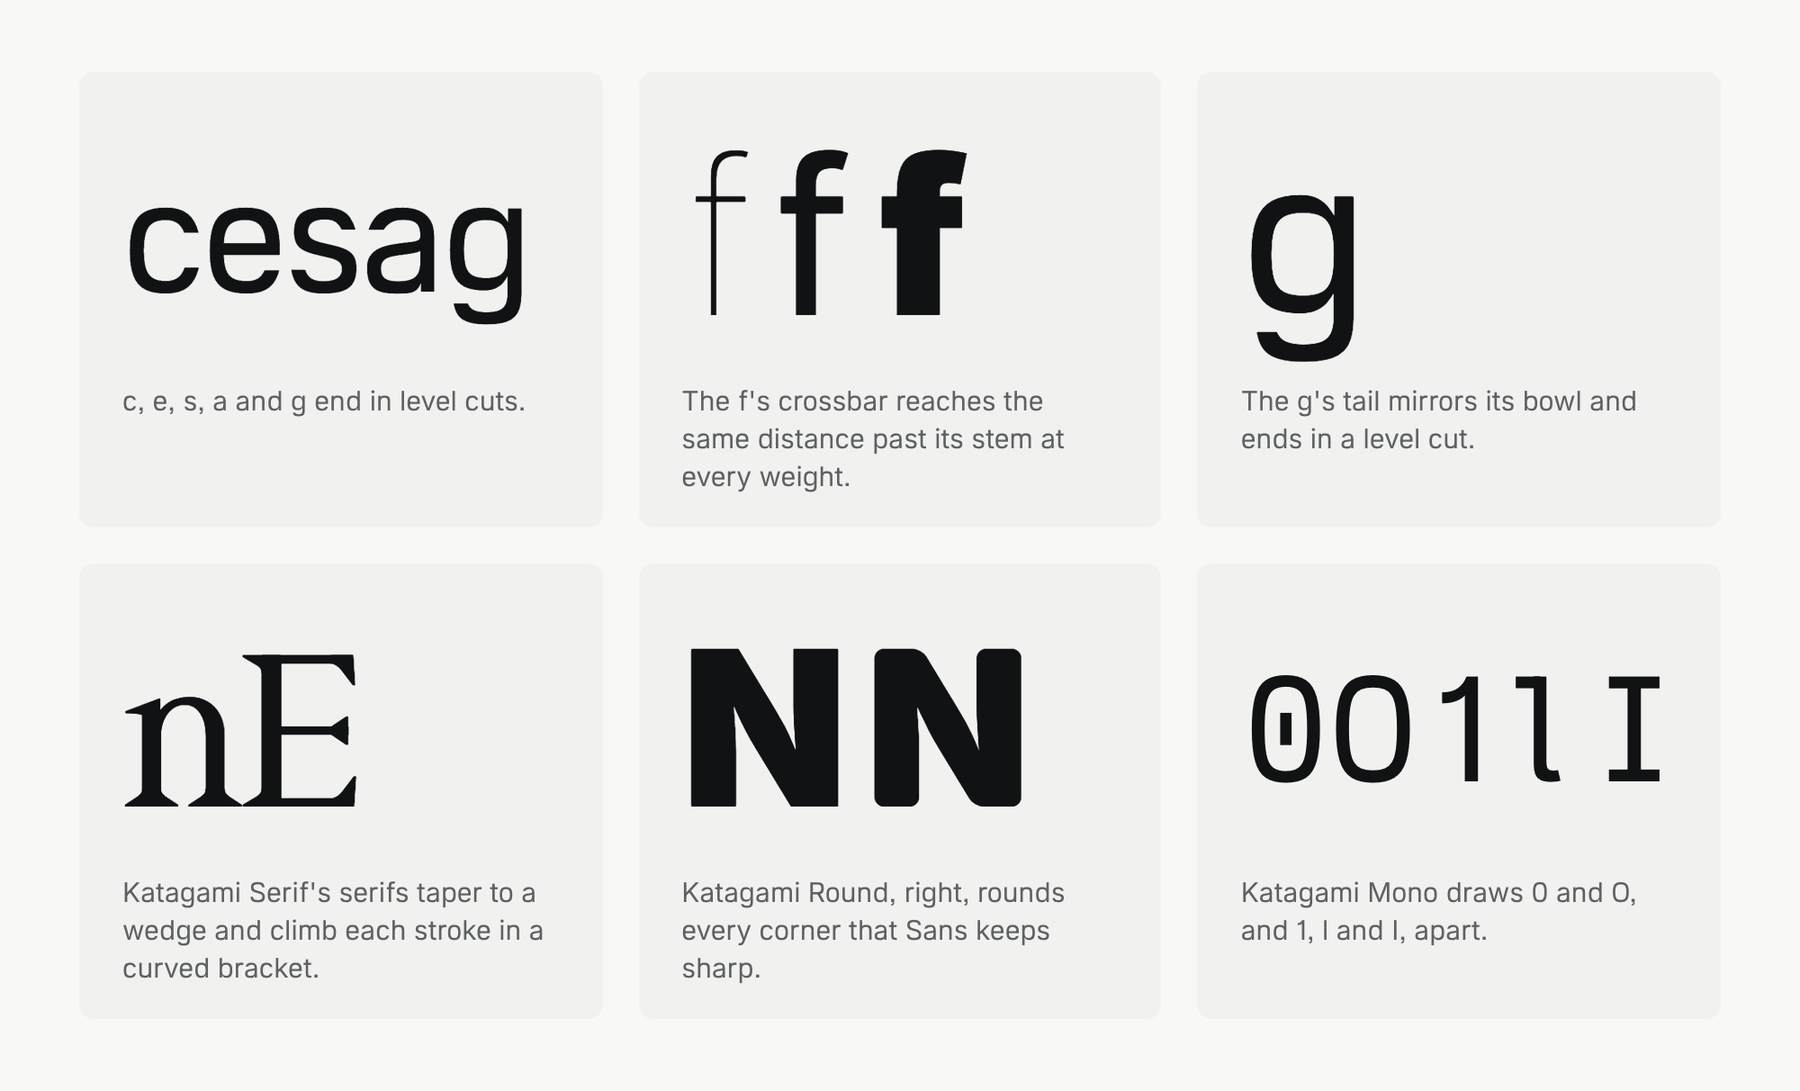 cesag
c, e, s, a and g end in level cuts.
f f f
The f's crossbar reaches the
same distance past its stem at
every weight.
g
The g's tail mirrors its bowl and
ends in a level cut.
nE
Katagami Serif's serifs taper to a
wedge and climb each stroke in a
curved bracket.
NN
Katagami Round, right, rounds
every corner that Sans keeps
sharp.
0O1lI
Katagami Mono draws 0 and O,
and 1, l and I, apart.